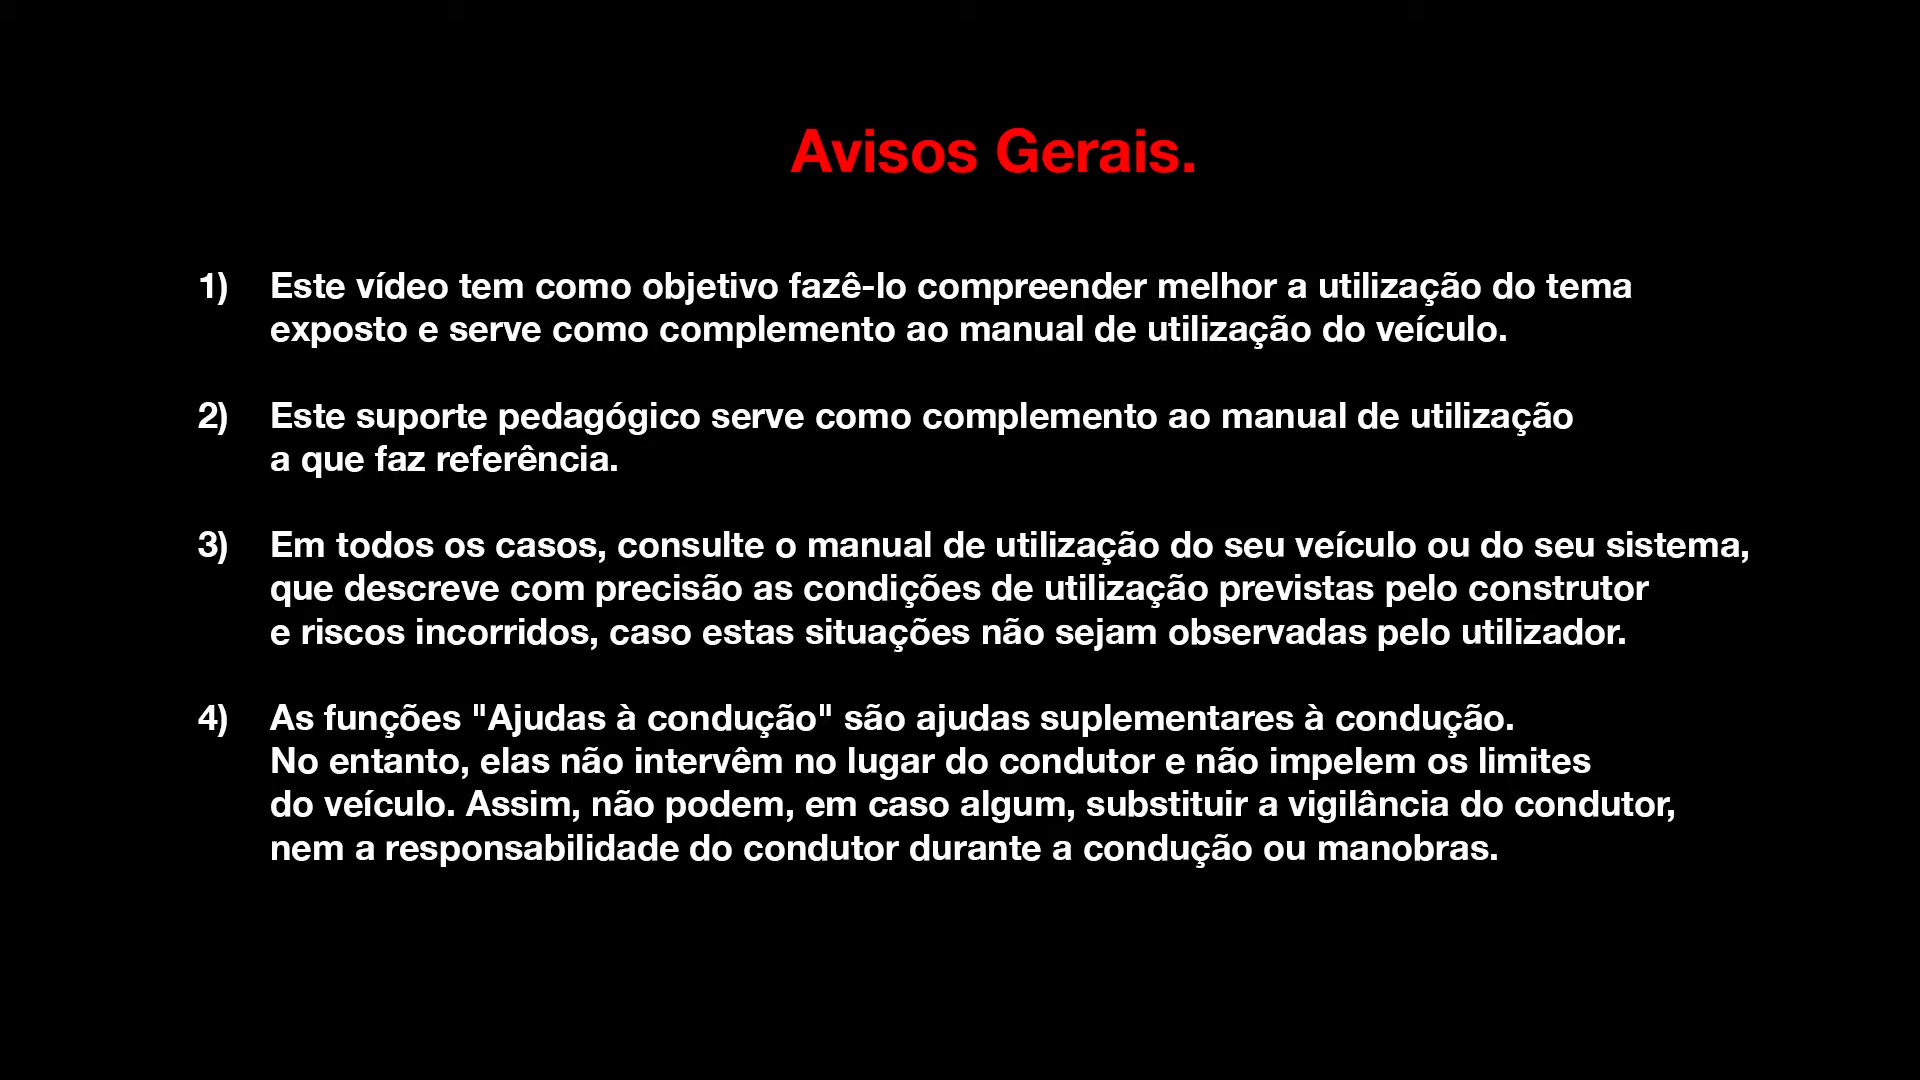 Avisos Gerais.
1) Este vídeo tem como objetivo fazê-lo compreender melhor a utilização do tema
exposto e serve como complemento ao manual de utilização do veículo.
2) Este suporte pedagógico serve como complemento ao manual de utilização
a que faz referência.
3) Em todos os casos, consulte o manual de utilização do seu veículo ou do seu sistema,
que descreve com precisão as condições de utilização previstas pelo construtor
e riscos incorridos, caso estas situações não sejam observadas pelo utilizador.
4) As funções "Ajudas à condução" são ajudas suplementares à condução.
No entanto, elas não intervêm no lugar do condutor e não impelem os limites
do veículo. Assim, não podem, em caso algum, substituir a vigilância do condutor,
nem a responsabilidade do condutor durante a condução ou manobras.